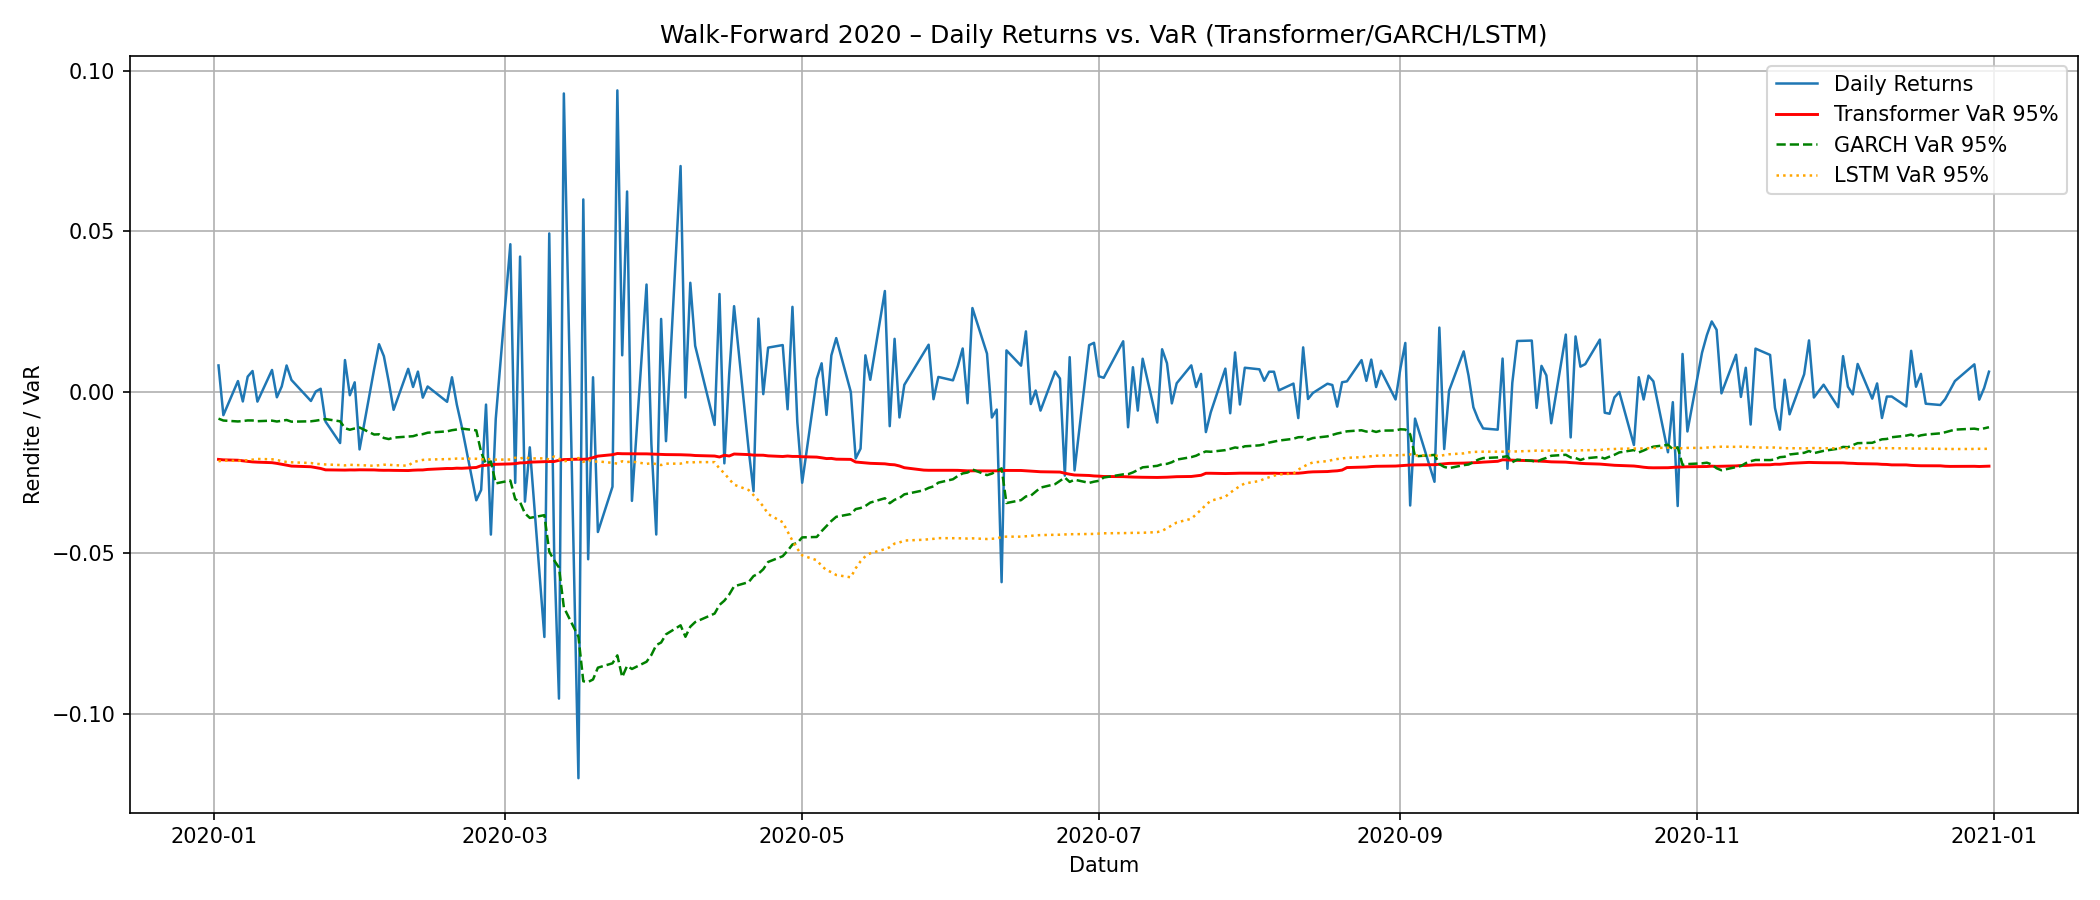 Walk-Forward 2020 – Daily Returns vs. VaR (Transformer/GARCH/LSTM)
Daily Returns
Transformer VaR 95%
GARCH VaR 95%
LSTM VaR 95%
Rendite / VaR
0.10
0.05
0.00
−0.05
−0.10
2020-01
2020-03
2020-05
2020-07
2020-09
2020-11
2021-01
Datum